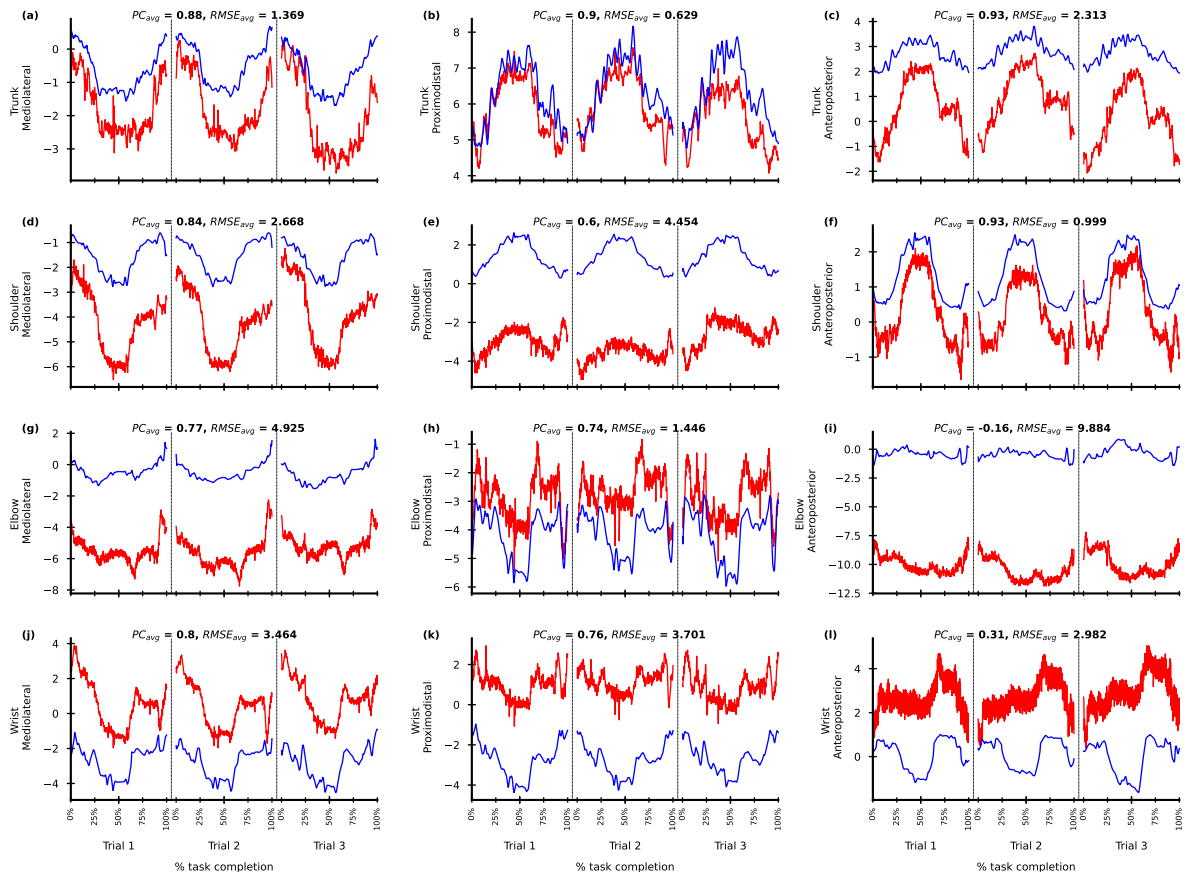 (a) PC_avg = 0.88, RMSE_avg = 1.369
(b) PC_avg = 0.9, RMSE_avg = 0.629
(c) PC_avg = 0.93, RMSE_avg = 2.313
Trunk
Mediolateral
0
−1
−2
−3
Trunk
Proximodistal
8
7
6
5
4
Trunk
Anteroposterior
4
3
2
1
0
−1
−2
(d) PC_avg = 0.84, RMSE_avg = 2.668
(e) PC_avg = 0.6, RMSE_avg = 4.454
(f) PC_avg = 0.93, RMSE_avg = 0.999
Shoulder
Mediolateral
−1
−2
−3
−4
−5
−6
Shoulder
Proximodistal
2
0
−2
−4
Shoulder
Anteroposterior
2
1
0
−1
(g) PC_avg = 0.77, RMSE_avg = 4.925
(h) PC_avg = 0.74, RMSE_avg = 1.446
(i) PC_avg = -0.16, RMSE_avg = 9.884
Elbow
Mediolateral
2
0
−2
−4
−6
−8
Elbow
Proximodistal
−1
−2
−3
−4
−5
−6
Elbow
Anteroposterior
0.0
−2.5
−5.0
−7.5
−10.0
−12.5
(j) PC_avg = 0.8, RMSE_avg = 3.464
(k) PC_avg = 0.76, RMSE_avg = 3.701
(l) PC_avg = 0.31, RMSE_avg = 2.982
Wrist
Mediolateral
4
2
0
−2
−4
Wrist
Proximodistal
2
0
−2
−4
Wrist
Anteroposterior
4
2
0
0% 25% 50% 75% 0% 25% 50% 75% 0% 25% 50% 75% 100%
0% 25% 50% 75% 0% 25% 50% 75% 0% 25% 50% 75% 100%
0% 25% 50% 75% 0% 25% 50% 75% 0% 25% 50% 75% 100%
Trial 1 Trial 2 Trial 3
Trial 1 Trial 2 Trial 3
Trial 1 Trial 2 Trial 3
% task completion
% task completion
% task completion